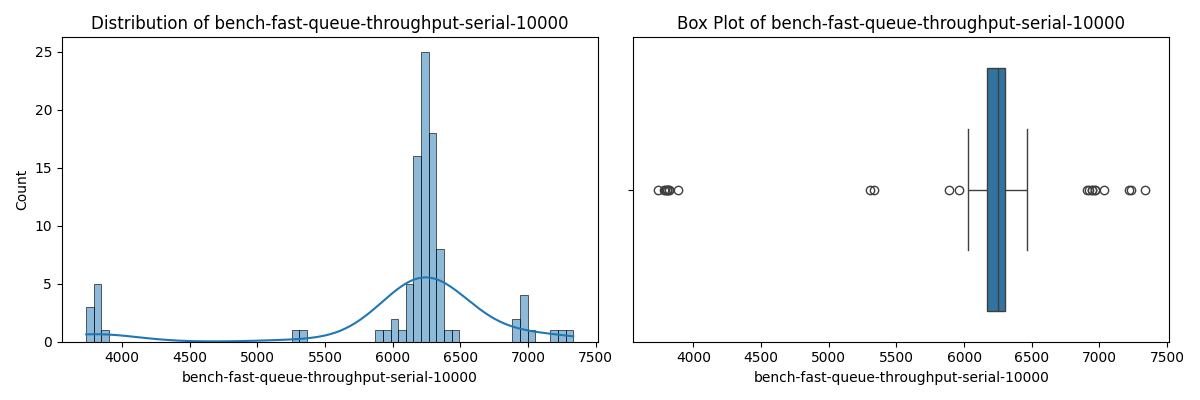 Distribution of bench-fast-queue-throughput-serial-10000
25
20
15
10
5
0
Count
4000 4500 5000 5500 6000 6500 7000 7500
bench-fast-queue-throughput-serial-10000
Box Plot of bench-fast-queue-throughput-serial-10000
4000 4500 5000 5500 6000 6500 7000 7500
bench-fast-queue-throughput-serial-10000